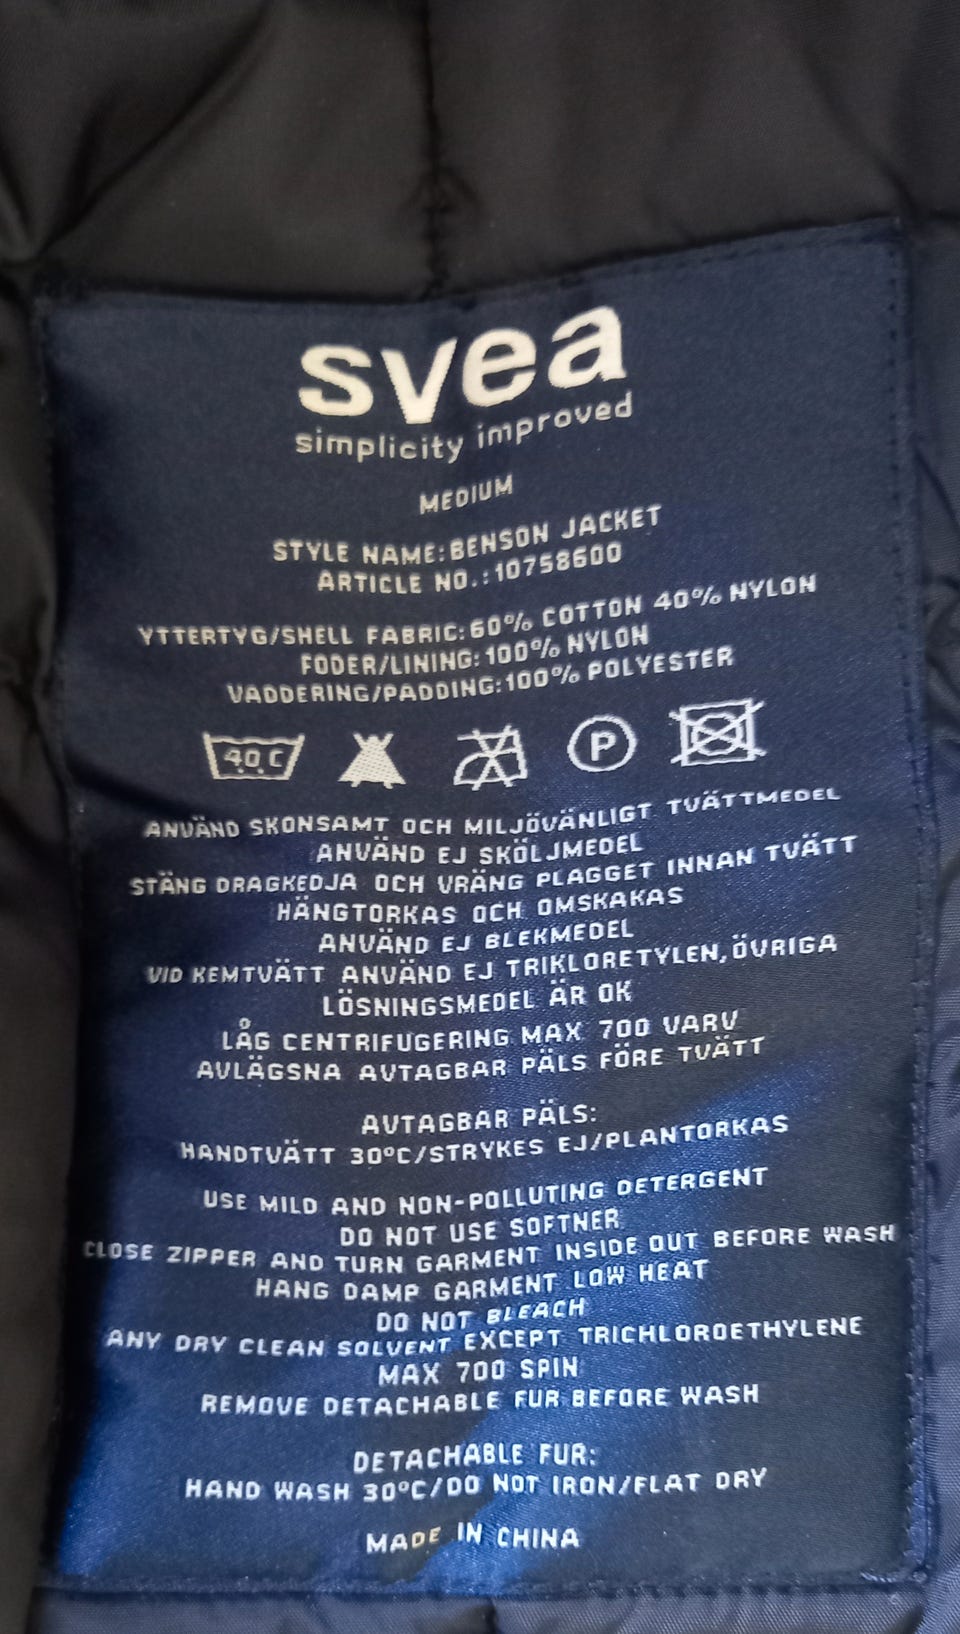 svea
simplicity improved
MEDIUM
STYLE NAME:BENSON JACKET
ARTICLE NO.:10758600
YTTERTYG/SHELL FABRIC:60% COTTON 40% NYLON
FODER/LINING:100% NYLON
VADDERING/PADDING:100% POLYESTER
40 C P
ANVÄND SKONSAMT OCH MILJÖVÄNLIGT TVÄTTMEDEL
ANVÄND EJ SKÖLJMEDEL
STÄNG DRAGKEDJA OCH VRÄNG PLAGGET INNAN TVÄTT
HÄNGTORKAS OCH OMSKAKAS
ANVÄND EJ BLEKMEDEL
VID KEMTVÄTT ANVÄND EJ TRIKLORETYLEN,ÖVRIGA
LÖSNINGSMEDEL ÄR OK
LÅG CENTRIFUGERING MAX 700 VARV
AVLÄGSNA AVTAGBAR PÄLS FÖRE TVÄTT
AVTAGBAR PÄLS:
HANDTVÄTT 30°C/STRYKES EJ/PLANTORKAS
USE MILD AND NON-POLLUTING DETERGENT
DO NOT USE SOFTNER
CLOSE ZIPPER AND TURN GARMENT INSIDE OUT BEFORE WASH
HANG DAMP GARMENT LOW HEAT
DO NOT BLEACH
ANY DRY CLEAN SOLVENT EXCEPT TRICHLOROETHYLENE
MAX 700 SPIN
REMOVE DETACHABLE FUR BEFORE WASH
DETACHABLE FUR:
HAND WASH 30°C/DO NOT IRON/FLAT DRY
MADE IN CHINA